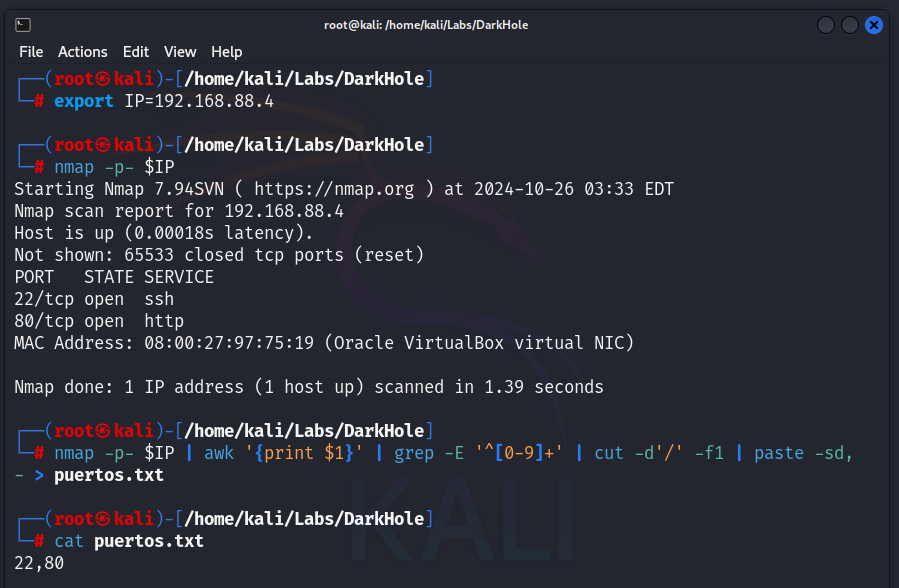 root@kali: /home/kali/Labs/DarkHole
File Actions Edit View Help
┌──(root㉿kali)-[/home/kali/Labs/DarkHole]
└─# export IP=192.168.88.4
┌──(root㉿kali)-[/home/kali/Labs/DarkHole]
└─# nmap -p- $IP
Starting Nmap 7.94SVN ( https://nmap.org ) at 2024-10-26 03:33 EDT
Nmap scan report for 192.168.88.4
Host is up (0.00018s latency).
Not shown: 65533 closed tcp ports (reset)
PORT   STATE SERVICE
22/tcp open  ssh
80/tcp open  http
MAC Address: 08:00:27:97:75:19 (Oracle VirtualBox virtual NIC)
Nmap done: 1 IP address (1 host up) scanned in 1.39 seconds
┌──(root㉿kali)-[/home/kali/Labs/DarkHole]
└─# nmap -p- $IP | awk '{print $1}' | grep -E '^[0-9]+' | cut -d'/' -f1 | paste -sd,
- > puertos.txt
┌──(root㉿kali)-[/home/kali/Labs/DarkHole]
└─# cat puertos.txt
22,80
KALI